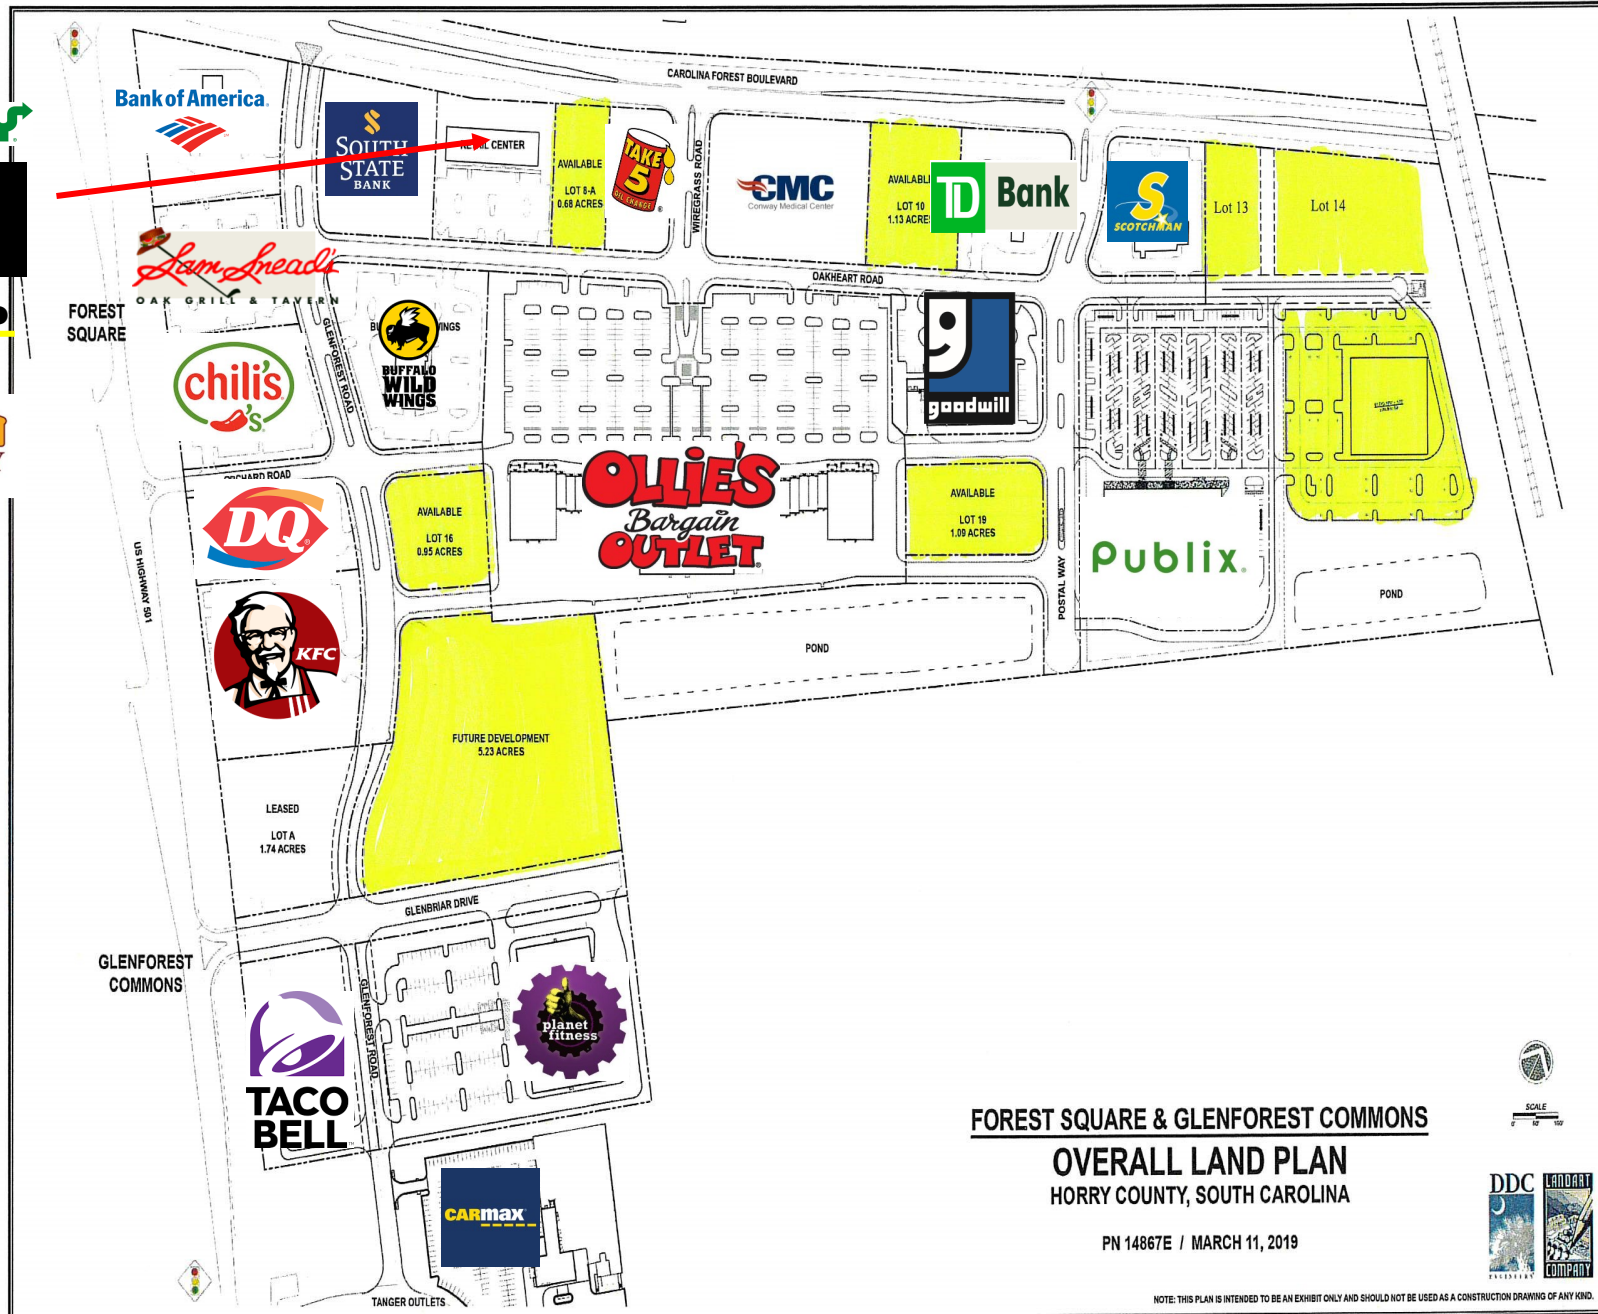 CAROLINA FOREST BOULEVARD
Bank of America
SOUTH
STATE
BANK
CENTER
AVAILABLE
LOT 8-A
0.68 ACRES
TAKE
5
OIL CHANGE
WIREGRASS ROAD
CMC
Conway Medical Center
AVAILABL
LOT 10
1.13 ACRES
TD Bank
S
SCOTCHMAN
Lot 13
Lot 14
Sam Snead's
OAK GRILL & TAVERN
OAKHEART ROAD
FOREST
SQUARE
GLENFOREST ROAD
BU
INGS
BUFFALO
WILD
WINGS
chili's
goodwill
ORCHARD ROAD
DQ
AVAILABLE
LOT 16
0.95 ACRES
OLLIE'S
Bargain
OUTLET
AVAILABLE
LOT 19
1.09 ACRES
Publix
US HIGHWAY 501
POSTAL WAY
POND
POND
KFC
FUTURE DEVELOPMENT
5.23 ACRES
LEASED
LOT A
1.74 ACRES
GLENBRIAR DRIVE
GLENFOREST
COMMONS
GLENFOREST ROAD
planet
fitness
TACO
BELL
CARMAX
TANGER OUTLETS
FOREST SQUARE & GLENFOREST COMMONS
OVERALL LAND PLAN
HORRY COUNTY, SOUTH CAROLINA
PN 14867E / MARCH 11, 2019
SCALE
0' 80' 160'
DDC
ENGINEERS
LANDART
COMPANY
NOTE: THIS PLAN IS INTENDED TO BE AN EXHIBIT ONLY AND SHOULD NOT BE USED AS A CONSTRUCTION DRAWING OF ANY KIND.